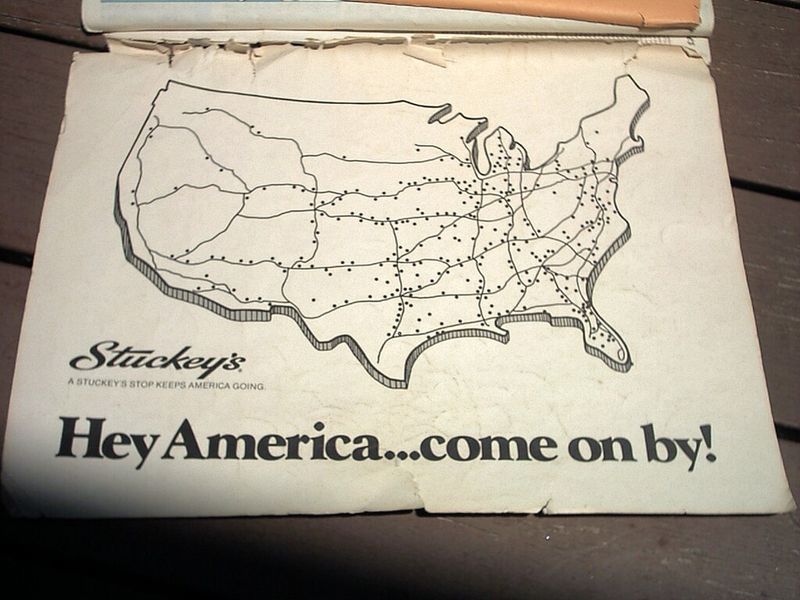 Stuckey's
A STUCKEY'S STOP KEEPS AMERICA GOING.
Hey America...come on by!